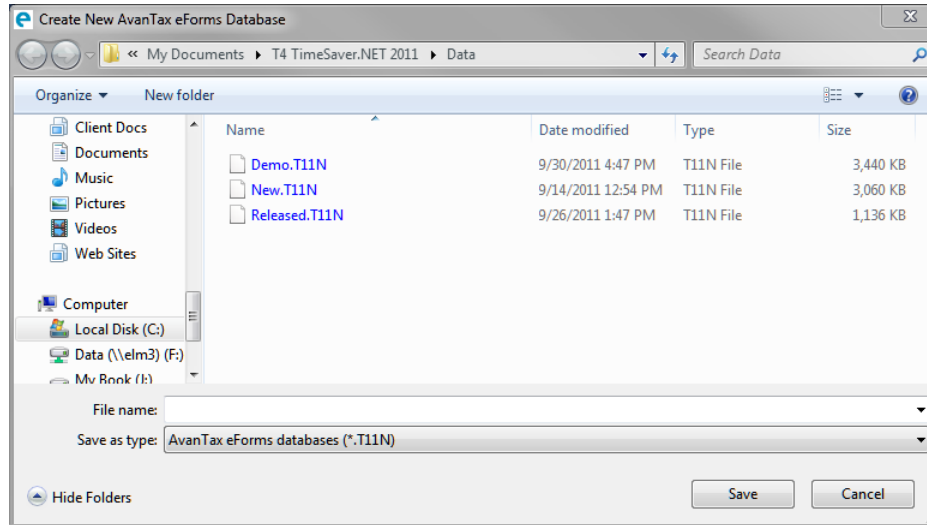 Create New AvanTax eForms Database
« My Documents ▸ T4 TimeSaver.NET 2011 ▸ Data Search Data
Organize New folder
Client Docs
Documents
Music
Pictures
Videos
Web Sites
Computer
Local Disk (C:)
Data (\\elm3) (F:)
My Book (J:)
Name Date modified Type Size
Demo.T11N 9/30/2011 4:47 PM T11N File 3,440 KB
New.T11N 9/14/2011 12:54 PM T11N File 3,060 KB
Released.T11N 9/26/2011 1:47 PM T11N File 1,136 KB
File name:
Save as type: AvanTax eForms databases (*.T11N)
Hide Folders Save Cancel